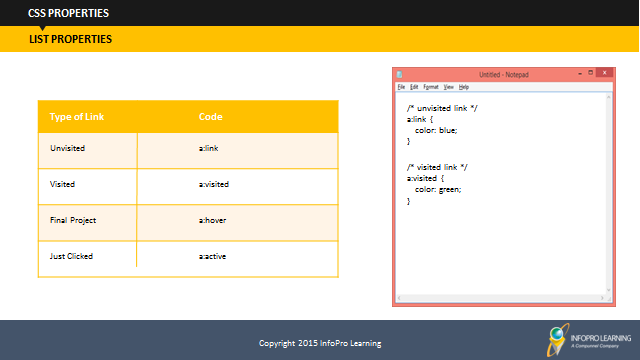 CSS PROPERTIES
LIST PROPERTIES
Type of Link Code
Unvisited a:link
Visited a:visited
Final Project a:hover
Just Clicked a:active
Untitled - Notepad
File Edit Format View Help
/* unvisited link */
a:link {
color: blue;
}
/* visited link */
a:visited {
color: green;
}
Copyright 2015 InfoPro Learning
INFOPRO LEARNING
A Compunnel Company